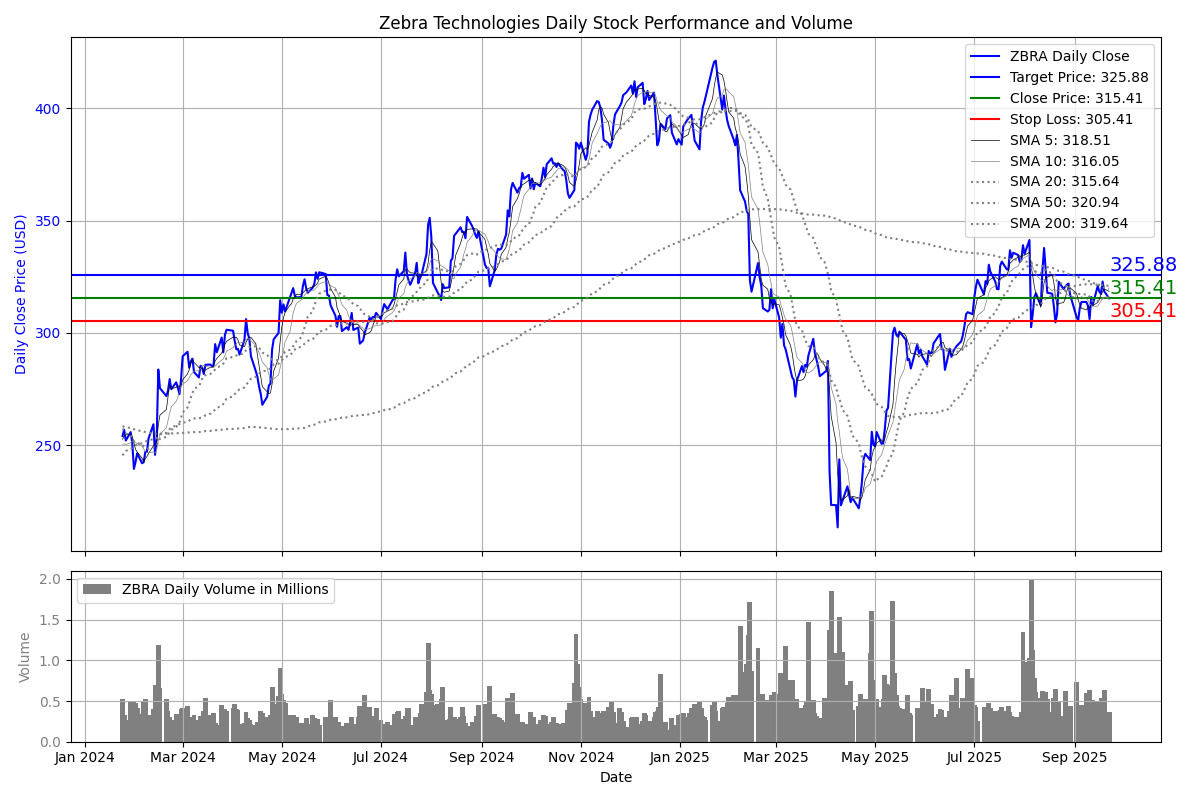 Zebra Technologies Daily Stock Performance and Volume
ZBRA Daily Close
Target Price: 325.88
Close Price: 315.41
Stop Loss: 305.41
SMA 5: 318.51
SMA 10: 316.05
SMA 20: 315.64
SMA 50: 320.94
SMA 200: 319.64
Daily Close Price (USD)
400
350
300
250
325.88
315.41
305.41
ZBRA Daily Volume in Millions
Volume
2.0
1.5
1.0
0.5
0.0
Jan 2024 Mar 2024 May 2024 Jul 2024 Sep 2024 Nov 2024 Jan 2025 Mar 2025 May 2025 Jul 2025 Sep 2025
Date